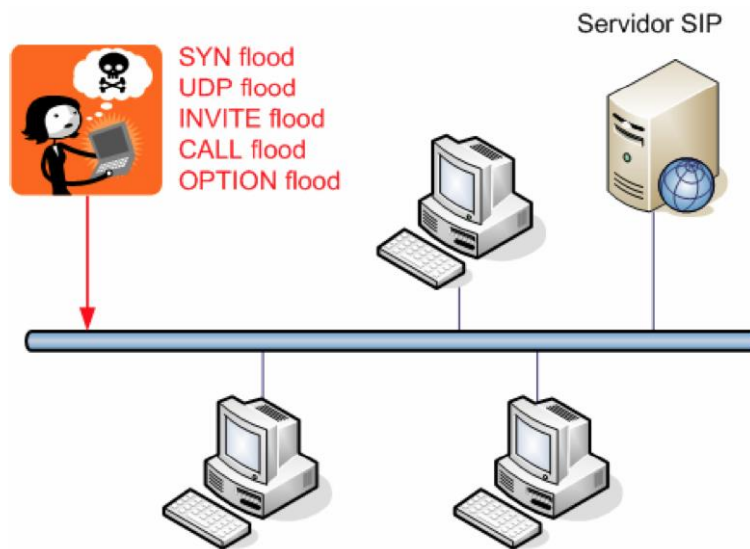 Servidor SIP
SYN flood
UDP flood
INVITE flood
CALL flood
OPTION flood